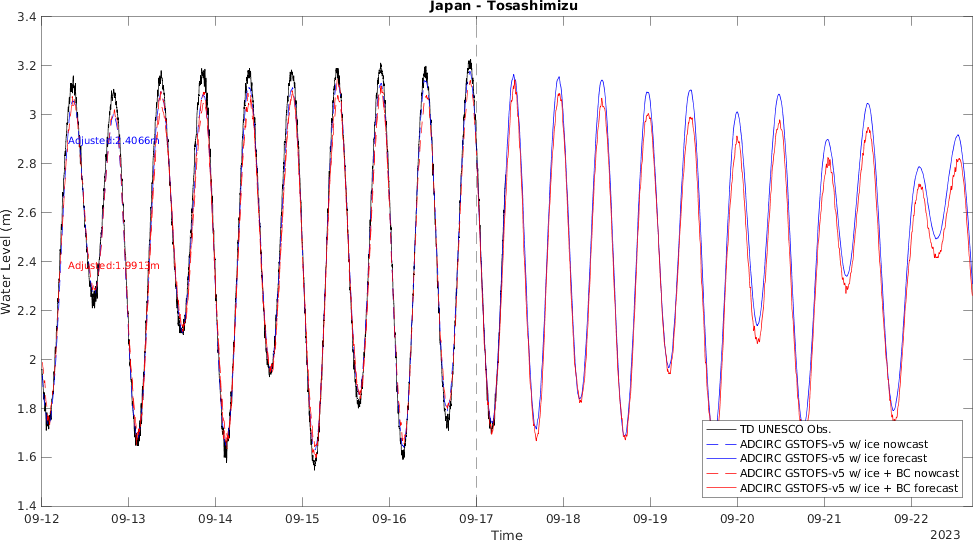 Japan - Tosashimizu
Water Level (m)
3.4
3.2
3
2.8
2.6
2.4
2.2
2
1.8
1.6
1.4
Adjusted:2.4066m
Adjusted:1.9913m
TD UNESCO Obs.
ADCIRC GSTOFS-v5 w/ ice nowcast
ADCIRC GSTOFS-v5 w/ ice forecast
ADCIRC GSTOFS-v5 w/ ice + BC nowcast
ADCIRC GSTOFS-v5 w/ ice + BC forecast
09-12 09-13 09-14 09-15 09-16 09-17 09-18 09-19 09-20 09-21 09-22
Time
2023